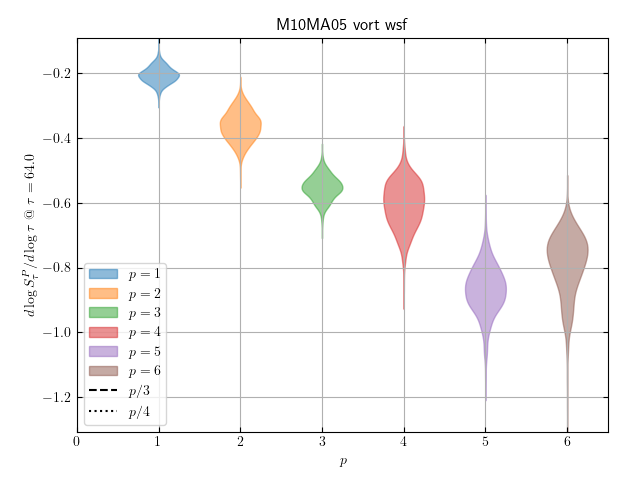 M10MA05 vort wsf
d log S_τ^P / d log τ @ τ = 64.0
−0.2
−0.4
−0.6
−0.8
−1.0
−1.2
p = 1
p = 2
p = 3
p = 4
p = 5
p = 6
p/3
p/4
0 1 2 3 4 5 6
p